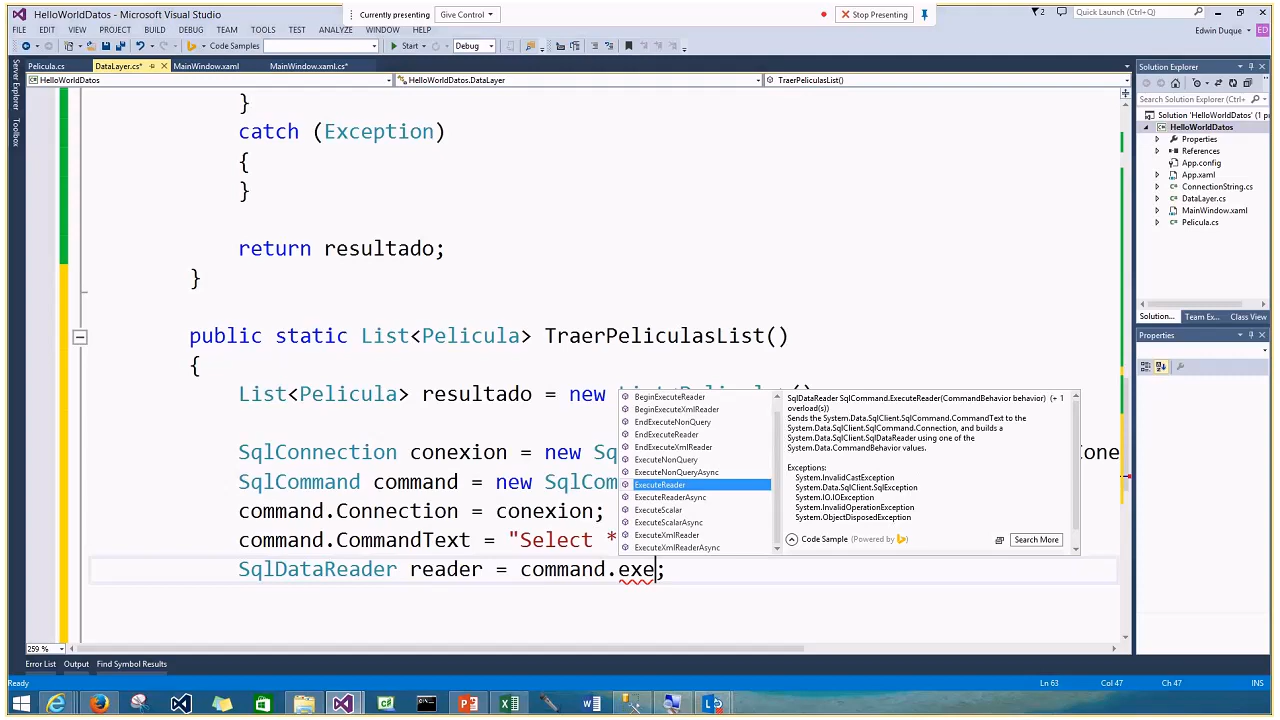 HelloWorldDatos - Microsoft Visual Studio
Currently presenting
Give Control
Stop Presenting
2
Quick Launch (Ctrl+Q)
FILE EDIT VIEW PROJECT BUILD DEBUG TEAM TOOLS TEST ANALYZE WINDOW HELP
Edwin Duque
ED
Code Samples
Start
Debug
Pelicula.cs
DataLayer.cs*
MainWindow.xaml
MainWindow.xaml.cs*
Solution Explorer
HelloWorldDatos
HelloWorldDatos.DataLayer
TraerPeliculasList()
Server Explorer
Toolbox
}
catch (Exception)
{
}
return resultado;
}
public static List<Pelicula> TraerPeliculasList()
{
List<Pelicula> resultado = new
SqlConnection conexion = new
SqlCommand command = new
command.Connection = conexion;
command.CommandText = "Select *
SqlDataReader reader = command.exe;
BeginExecuteReader
BeginExecuteXmlReader
EndExecuteNonQuery
EndExecuteReader
EndExecuteXmlReader
ExecuteNonQuery
ExecuteNonQueryAsync
ExecuteReader
ExecuteReaderAsync
ExecuteScalar
ExecuteScalarAsync
ExecuteXmlReader
ExecuteXmlReaderAsync
SqlDataReader SqlCommand.ExecuteReader(CommandBehavior behavior) (+ 1
overload(s))
Sends the System.Data.SqlClient.SqlCommand.CommandText to the
System.Data.SqlClient.SqlCommand.Connection, and builds a
System.Data.SqlClient.SqlDataReader using one of the
System.Data.CommandBehavior values.
Exceptions:
System.InvalidCastException
System.Data.SqlClient.SqlException
System.IO.IOException
System.InvalidOperationException
System.ObjectDisposedException
Code Sample (Powered by
)
Search More
Search Solution Explorer (Ctrl+
Solution 'HelloWorldDatos' (1 p
HelloWorldDatos
Properties
References
App.config
App.xaml
ConnectionString.cs
DataLayer.cs
MainWindow.xaml
Pelicula.cs
Solution...
Team Ex...
Class View
Properties
259 %
Error List
Output
Find Symbol Results
Ready
Ln 63
Col 47
Ch 47
INS